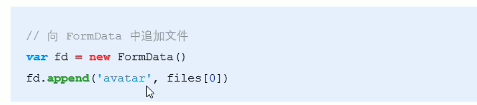 // 向 FormData 中追加文件
var fd = new FormData()
fd.append('avatar', files[0])